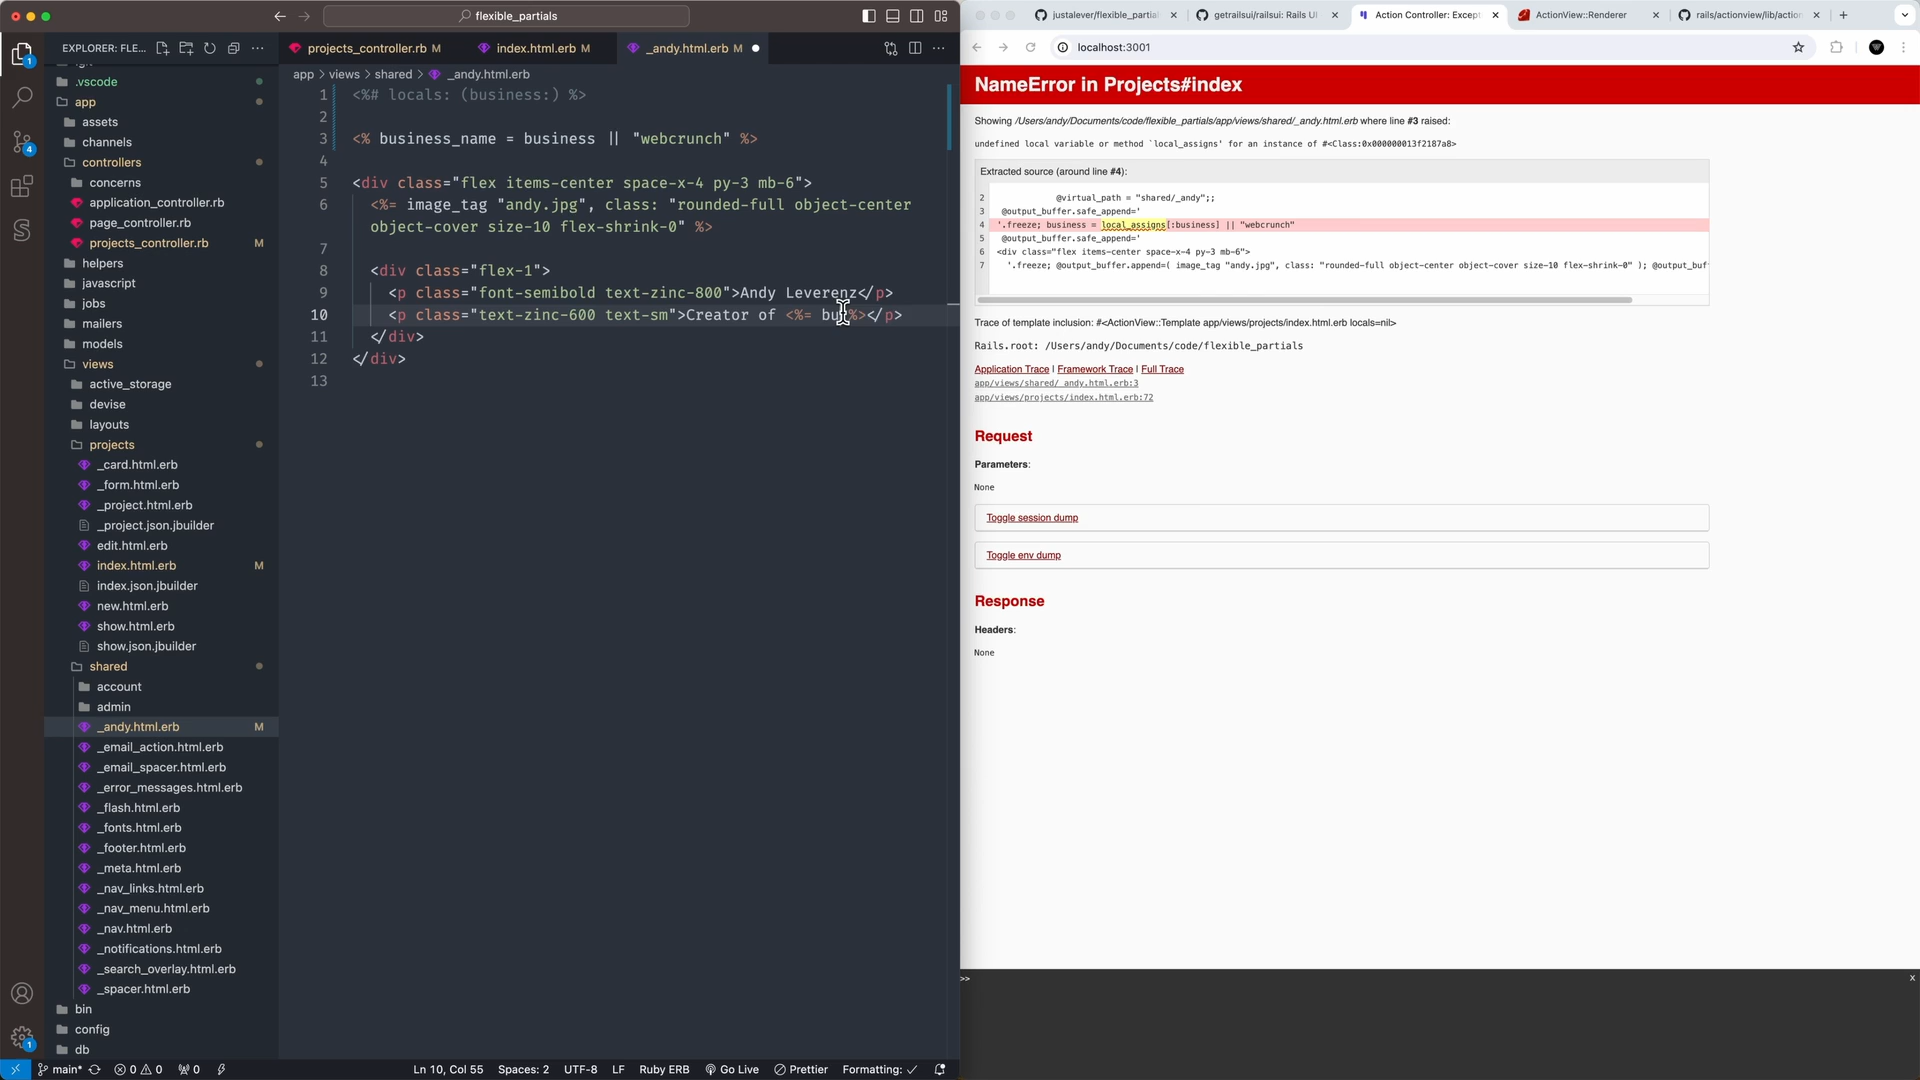 flexible_partials
EXPLORER: FLE...
.vscode
app
assets
channels
controllers
concerns
application_controller.rb
page_controller.rb
projects_controller.rb M
helpers
javascript
jobs
mailers
models
views
active_storage
devise
layouts
projects
_card.html.erb
_form.html.erb
_project.html.erb
_project.json.jbuilder
edit.html.erb
index.html.erb M
index.json.jbuilder
new.html.erb
show.html.erb
show.json.jbuilder
shared
account
admin
_andy.html.erb M
_email_action.html.erb
_email_spacer.html.erb
_error_messages.html.erb
_flash.html.erb
_fonts.html.erb
_footer.html.erb
_meta.html.erb
_nav_links.html.erb
_nav_menu.html.erb
_nav.html.erb
_notifications.html.erb
_search_overlay.html.erb
_spacer.html.erb
bin
config
db
1
4
1
projects_controller.rb M
index.html.erb M
_andy.html.erb M
app > views > shared > _andy.html.erb
1 <%# locals: (business:) %>
2
3 <% business_name = business || "webcrunch" %>
4
5 <div class="flex items-center space-x-4 py-3 mb-6">
6 <%= image_tag "andy.jpg", class: "rounded-full object-center
object-cover size-10 flex-shrink-0" %>
7
8 <div class="flex-1">
9 <p class="font-semibold text-zinc-800">Andy Leverenz</p>
10 <p class="text-zinc-600 text-sm">Creator of <%= bu%></p>
11 </div>
12 </div>
13
main* 0 0 0 Ln 10, Col 55 Spaces: 2 UTF-8 LF Ruby ERB Go Live Prettier Formatting:
justalever/flexible_partia
getrailsui/railsui: Rails UI
Action Controller: Except
ActionView::Renderer
rails/actionview/lib/action
localhost:3001
NameError in Projects#index
Showing /Users/andy/Documents/code/flexible_partials/app/views/shared/_andy.html.erb where line #3 raised:
undefined local variable or method `local_assigns' for an instance of #<Class:0x000000013f2187a8>
Extracted source (around line #4):
2 @virtual_path = "shared/_andy";;
3 @output_buffer.safe_append='
4 '.freeze; business = local_assigns[:business] || "webcrunch"
5 @output_buffer.safe_append='
6 <div class="flex items-center space-x-4 py-3 mb-6">
7 '.freeze; @output_buffer.append=( image_tag "andy.jpg", class: "rounded-full object-center object-cover size-10 flex-shrink-0" ); @output_buf
Trace of template inclusion: #<ActionView::Template app/views/projects/index.html.erb locals=nil>
Rails.root: /Users/andy/Documents/code/flexible_partials
Application Trace | Framework Trace | Full Trace
app/views/shared/_andy.html.erb:3
app/views/projects/index.html.erb:72
Request
Parameters:
None
Toggle session dump
Toggle env dump
Response
Headers:
None
>>
x